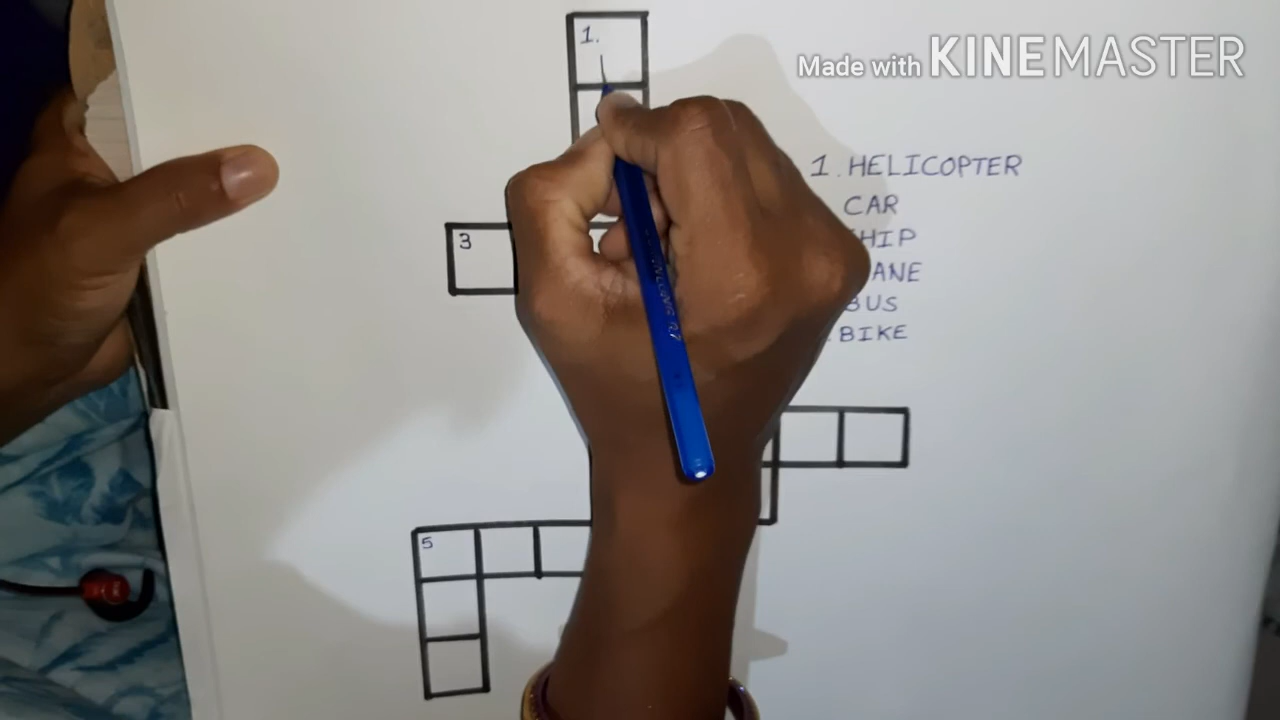 1.
Made with KINEMASTER
1. HELICOPTER
CAR
HIP
3
ANE
BUS
BIKE
5